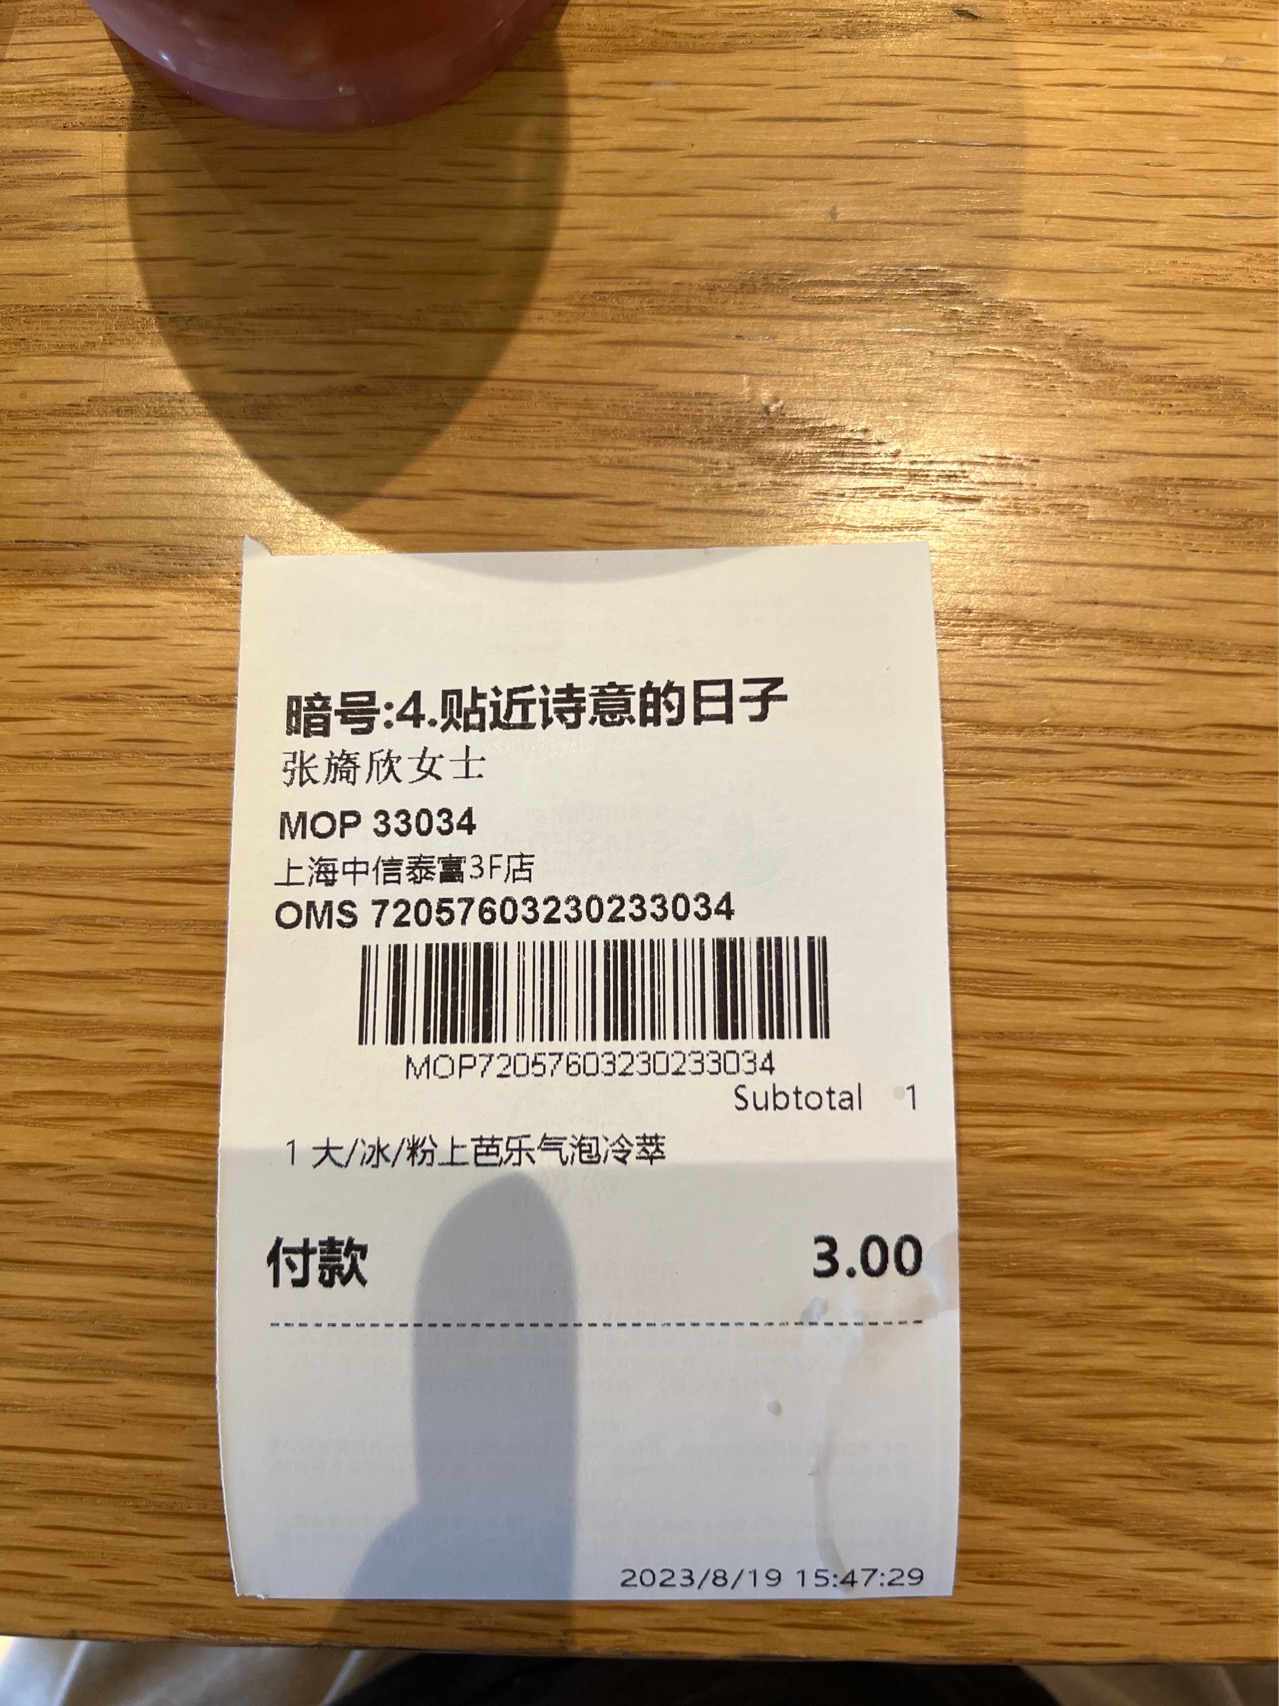 暗号:4.贴近诗意的日子
张旖欣女士
MOP 33034
上海中信泰富3F店
OMS 72057603230233034
MOP72057603230233034
Subtotal 1
1 大/冰/粉上芭乐气泡冷萃
付款 3.00
2023/8/19 15:47:29